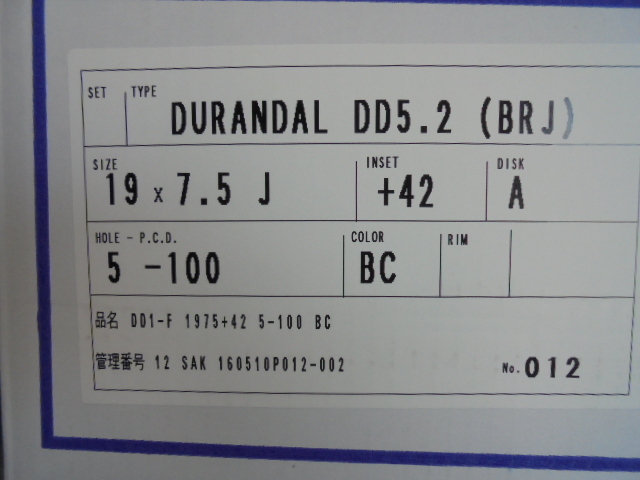 SET TYPE DURANDAL DD5.2 (BRJ)
SIZE INSET DISK
19 x 7.5 J +42 A
HOLE - P.C.D. COLOR RIM
5 -100 BC
品名 DD1-F 1975+42 5-100 BC
管理番号 12 SAK 160510P012-002 No. 012